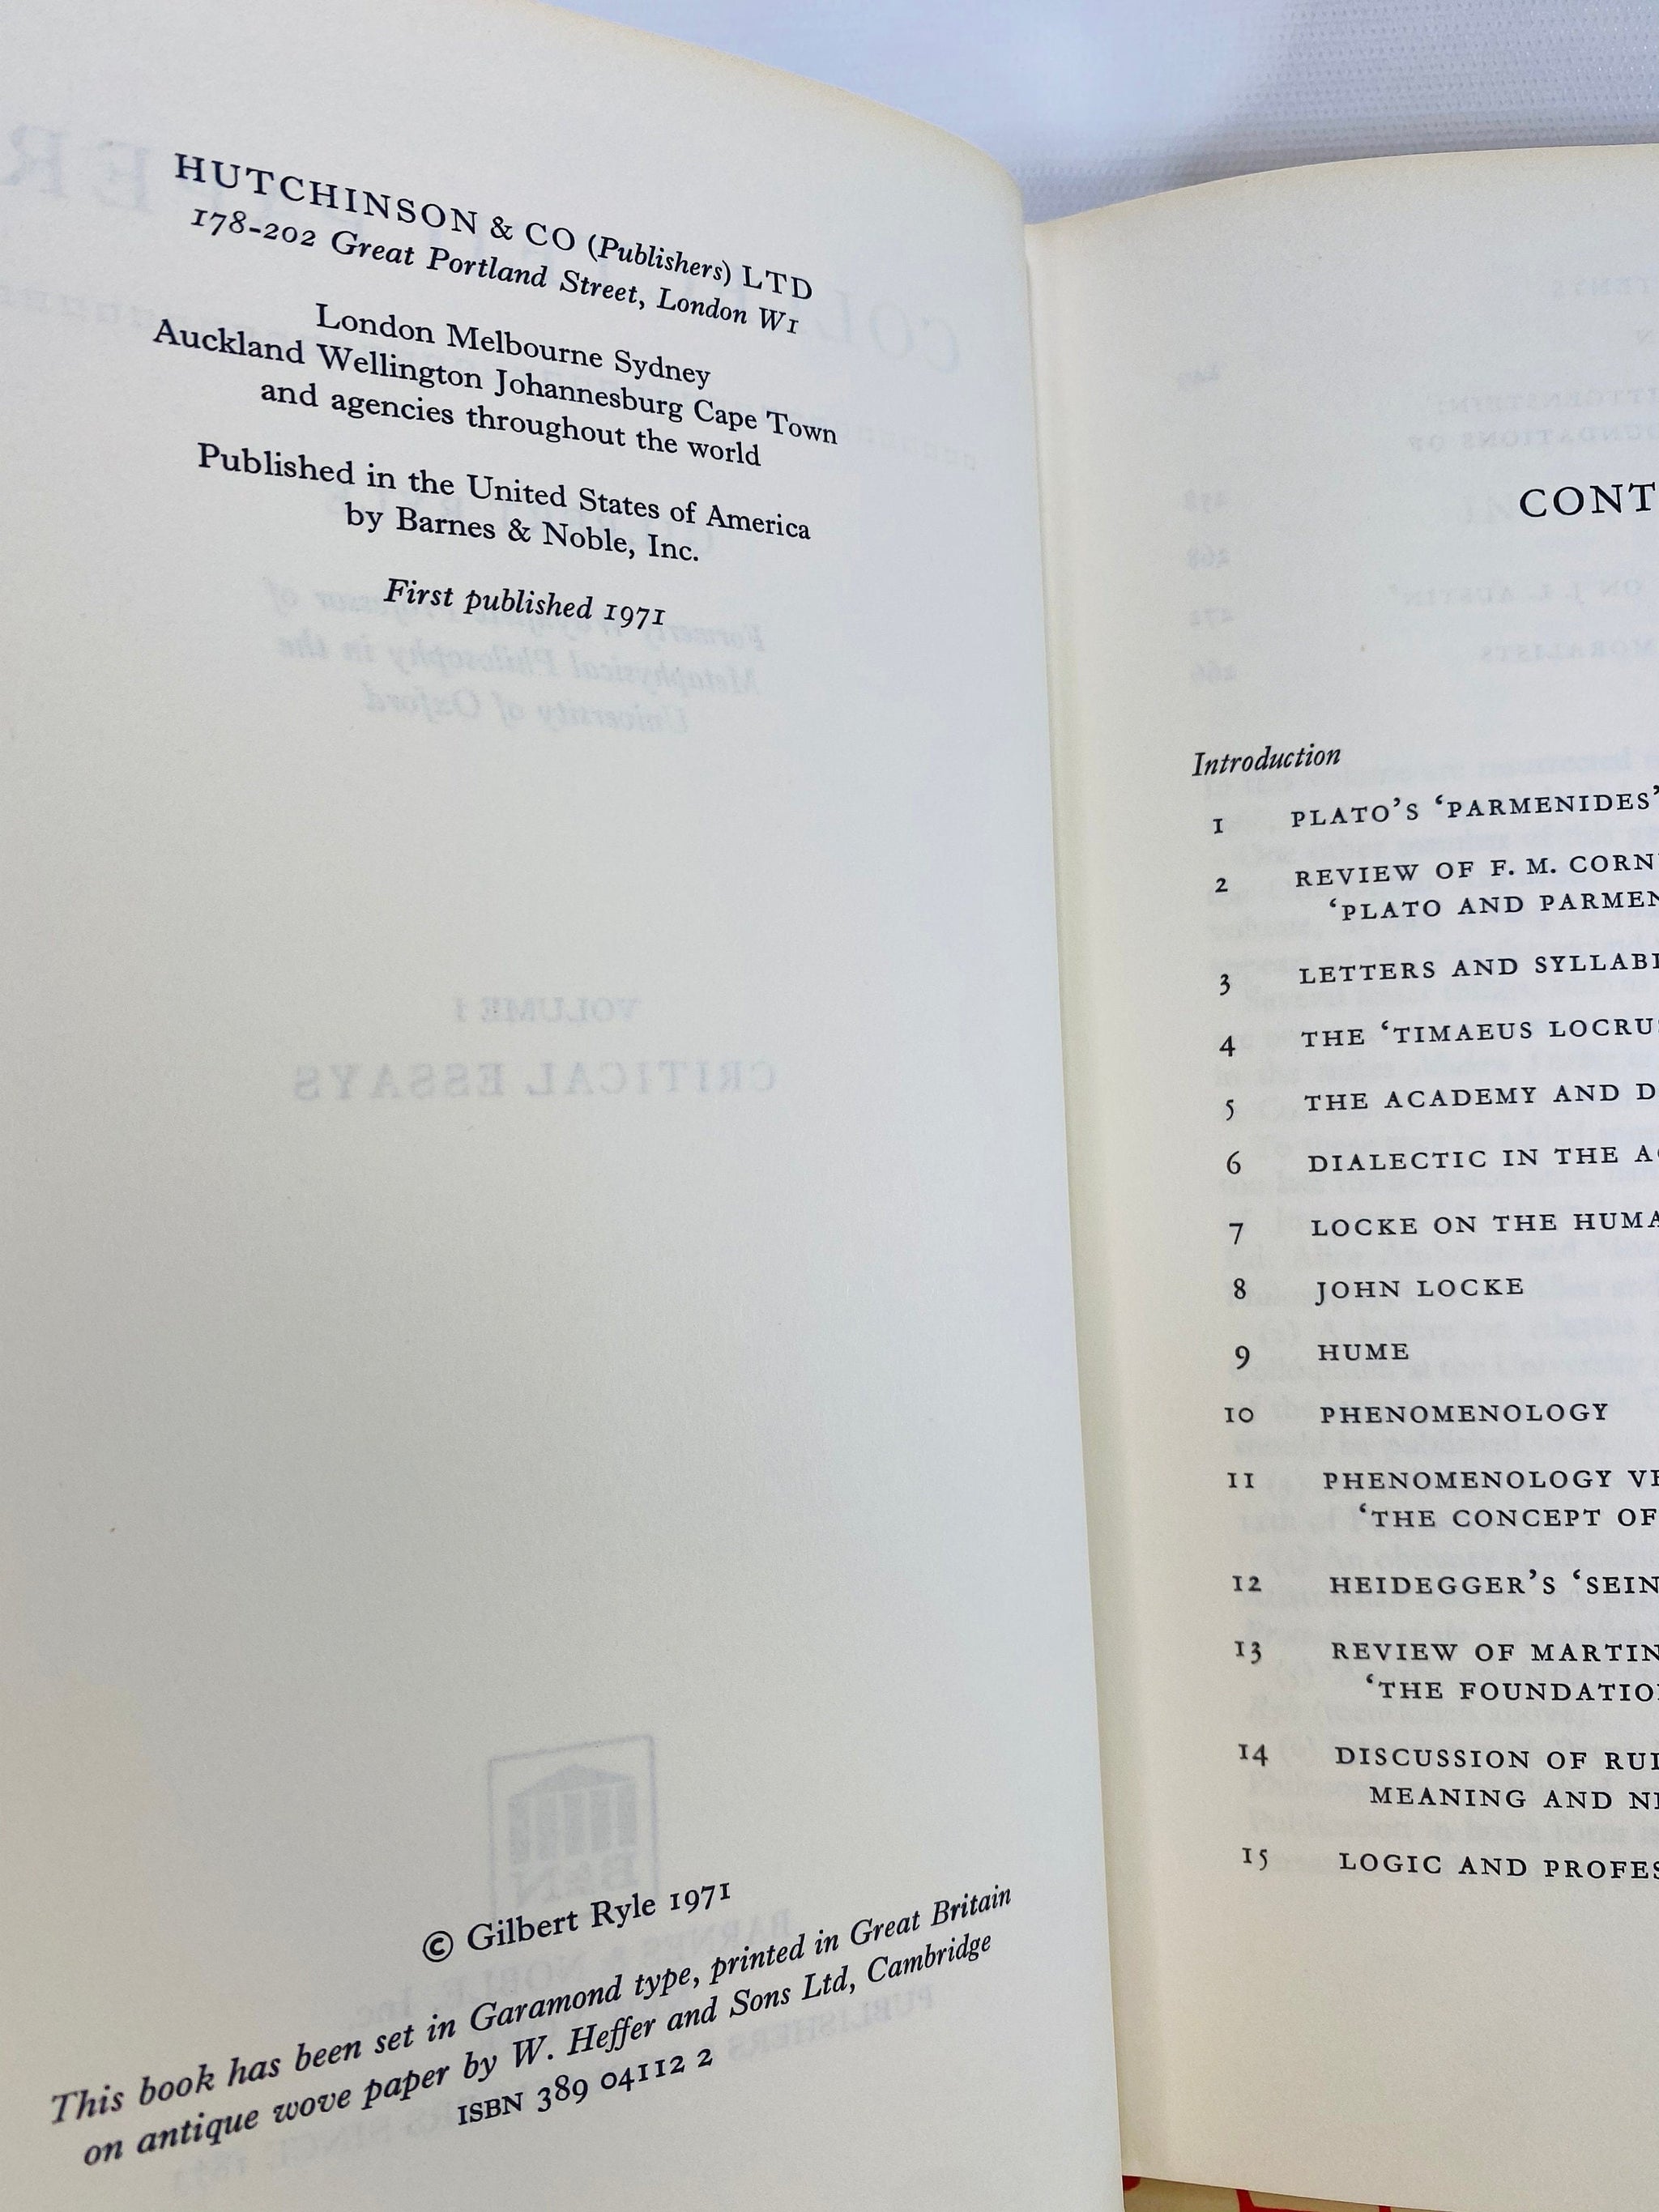 HUTCHINSON & CO (Publishers) LTD
178-202 Great Portland Street, London W1
London Melbourne Sydney
Auckland Wellington Johannesburg Cape Town
and agencies throughout the world
Published in the United States of America
by Barnes & Noble, Inc.
First published 1971
© Gilbert Ryle 1971
This book has been set in Garamond type, printed in Great Britain
on antique wove paper by W. Heffer and Sons Ltd, Cambridge
ISBN 389 04112 2
CONT
Introduction
1 PLATO'S 'PARMENIDES'
2 REVIEW OF F. M. CORN
'PLATO AND PARMEN
3 LETTERS AND SYLLAB
4 THE 'TIMAEUS LOCRUS
5 THE ACADEMY AND D
6 DIALECTIC IN THE A
7 LOCKE ON THE HUMA
8 JOHN LOCKE
9 HUME
10 PHENOMENOLOGY
11 PHENOMENOLOGY VE
'THE CONCEPT OF
12 HEIDEGGER'S 'SEIN
13 REVIEW OF MARTIN
'THE FOUNDATIO
14 DISCUSSION OF RU
MEANING AND N
15 LOGIC AND PROFES